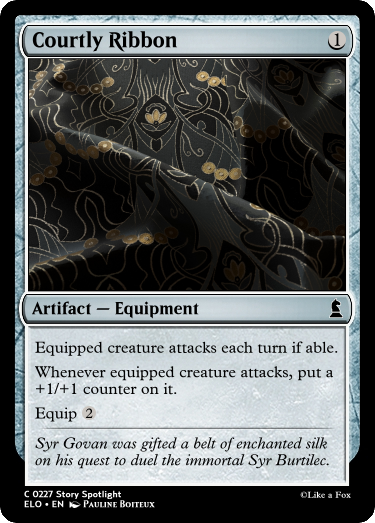 Courtly Ribbon 1
Artifact — Equipment
Equipped creature attacks each turn if able.
Whenever equipped creature attacks, put a
+1/+1 counter on it.
Equip 2
Syr Govan was gifted a belt of enchanted silk
on his quest to duel the immortal Syr Burtilec.
C 0227 Story Spotlight
ELO • EN Pauline Boiteux
©Like a Fox